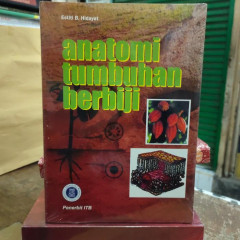 Estiti B. Hidayat
anatomi
tumbuhan
berbiji
Penerbit ITB